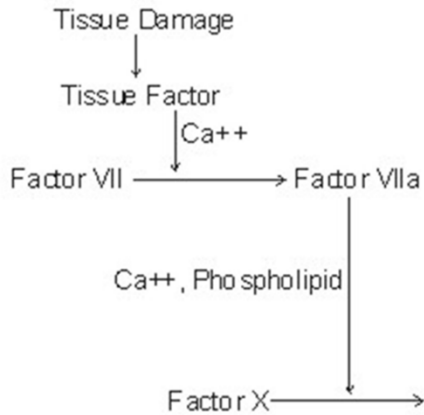 Tissue Damage
Tissue Factor
Ca++
Factor VII
Factor VIIa
Ca++, Phospholipid
Factor X